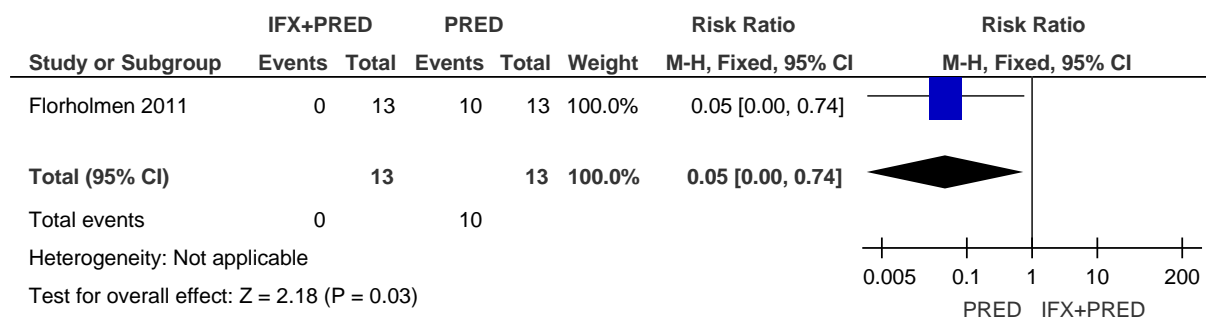 IFX+PRED PRED Risk Ratio Risk Ratio
Study or Subgroup Events Total Events Total Weight M-H, Fixed, 95% CI M-H, Fixed, 95% CI
Florholmen 2011 0 13 10 13 100.0% 0.05 [0.00, 0.74]
Total (95% CI) 13 13 100.0% 0.05 [0.00, 0.74]
Total events 0 10
Heterogeneity: Not applicable
Test for overall effect: Z = 2.18 (P = 0.03)
0.005 0.1 1 10 200
PRED IFX+PRED